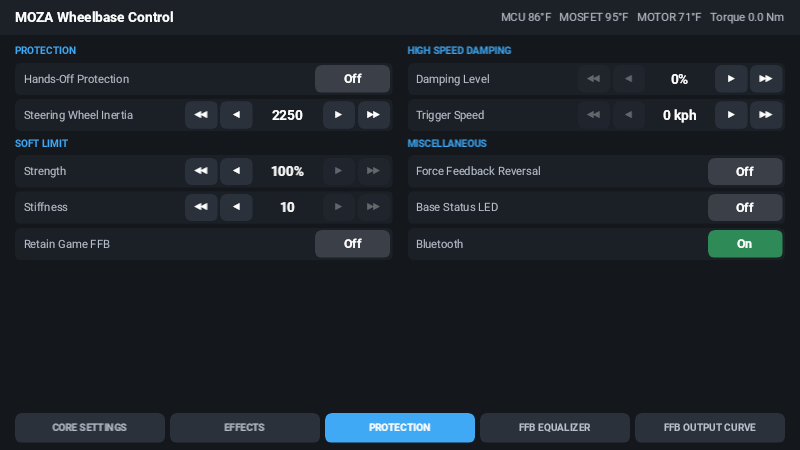 MOZA Wheelbase Control
MCU 86°F MOSFET 95°F MOTOR 71°F Torque 0.0 Nm
PROTECTION
Hands-Off Protection Off
Steering Wheel Inertia 2250
SOFT LIMIT
Strength 100%
Stiffness 10
Retain Game FFB Off
HIGH SPEED DAMPING
Damping Level 0%
Trigger Speed 0 kph
MISCELLANEOUS
Force Feedback Reversal Off
Base Status LED Off
Bluetooth On
CORE SETTINGS EFFECTS PROTECTION FFB EQUALIZER FFB OUTPUT CURVE